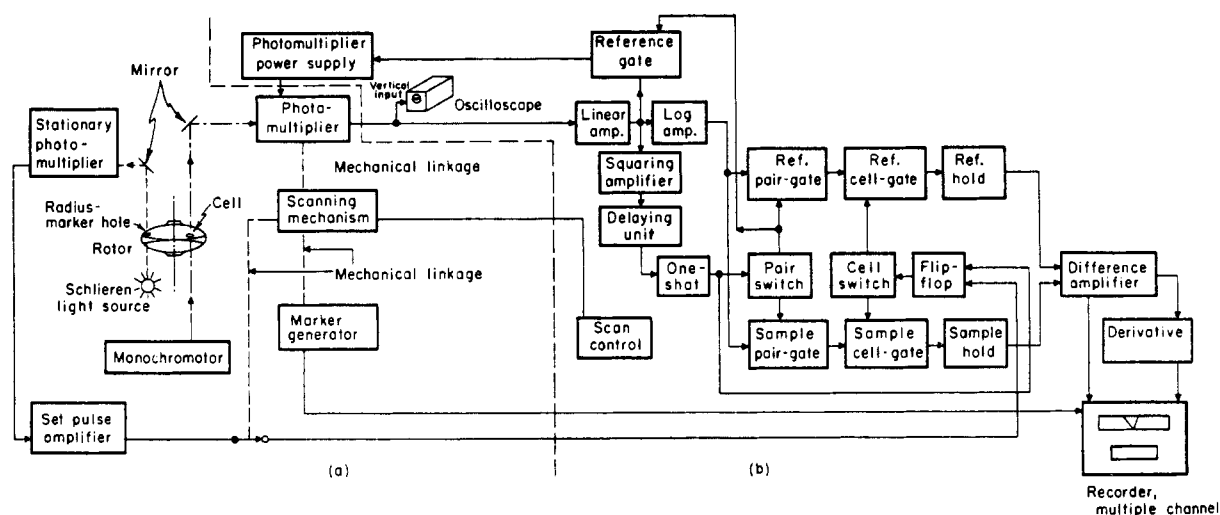 Photomultiplier
power supply
Reference
gate
Mirror
Vertical
input
Oscilloscope
Stationary
photo-
multiplier
Photo-
multiplier
Linear
amp.
Log
amp.
Mechanical linkage
Squaring
amplifier
Ref.
pair-gate
Ref.
cell-gate
Ref.
hold
Radius-
marker hole
Cell
Scanning
mechanism
Delaying
unit
Rotor
Mechanical linkage
One-
shot
Pair
switch
Cell
switch
Flip-
flop
Difference
amplifier
Schlieren
light source
Marker
generator
Scan
control
Sample
pair-gate
Sample
cell-gate
Sample
hold
Derivative
Monochromator
Set pulse
amplifier
(a)
(b)
Recorder,
multiple channel